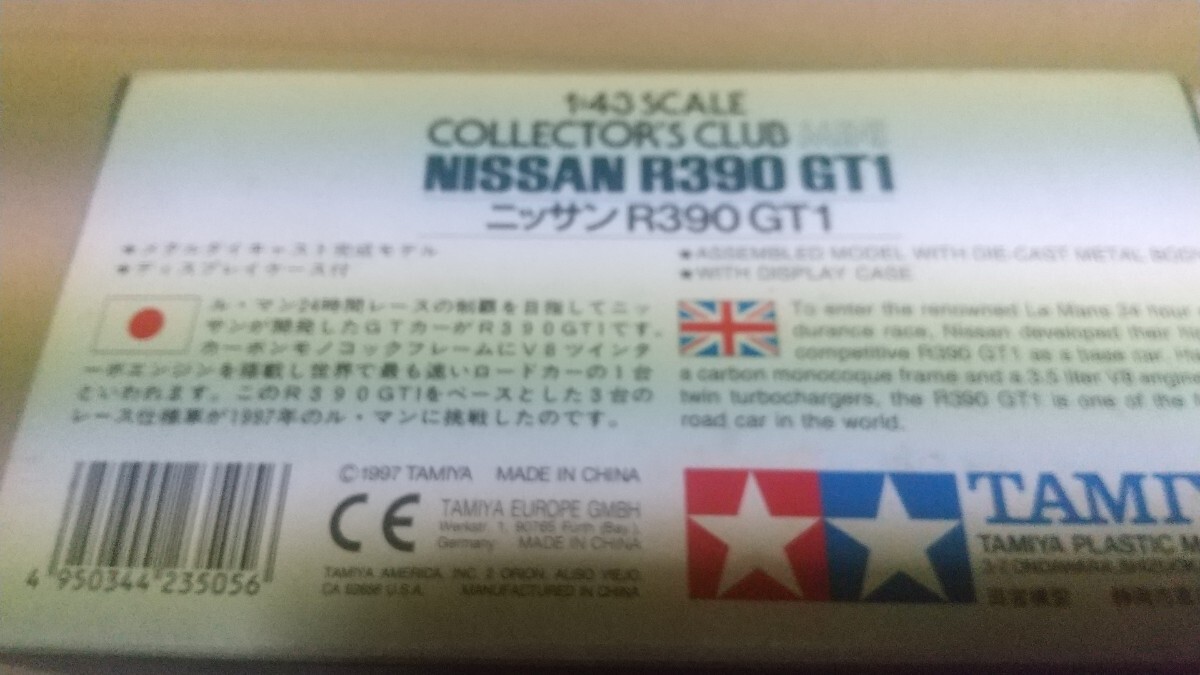 1:43 SCALE
COLLECTOR'S CLUB
NISSAN R390 GT1
ニッサン R390 GT1
★メタルダイキャスト完成モデル
★ディスプレイケース付
★ASSEMBLED MODEL WITH DIE-CAST METAL BODY
★WITH DISPLAY CASE
ル・マン24時間レースの制覇を目指してニッ
サンが開発したGTカーがR390GT1です。
カーボンモノコックフレームにV8ツインタ
ーボエンジンを搭載し世界で最も速いロードカーの1台
といわれます。このR390GT1をベースとした3台の
レース仕様車が1997年のル・マンに挑戦したのです。
To enter the renowned Le Mans 24 hour
durance race, Nissan developed their
competitive R390 GT1 as a base car.
a carbon monocoque frame and a 3.5 liter V8 engine
twin turbochargers, the R390 GT1 is one of the
road car in the world.
4 950344 235056
©1997 TAMIYA MADE IN CHINA
CE
TAMIYA EUROPE GMBH
Werkstr. 1, 90765 Fürth (Bay.),
Germany MADE IN CHINA
TAMIYA AMERICA, INC. 2 ORION, ALISO VIEJO,
CA 92656 U.S.A. MANUFACTURED IN CHINA
TAMIY
TAMIYA PLASTIC M